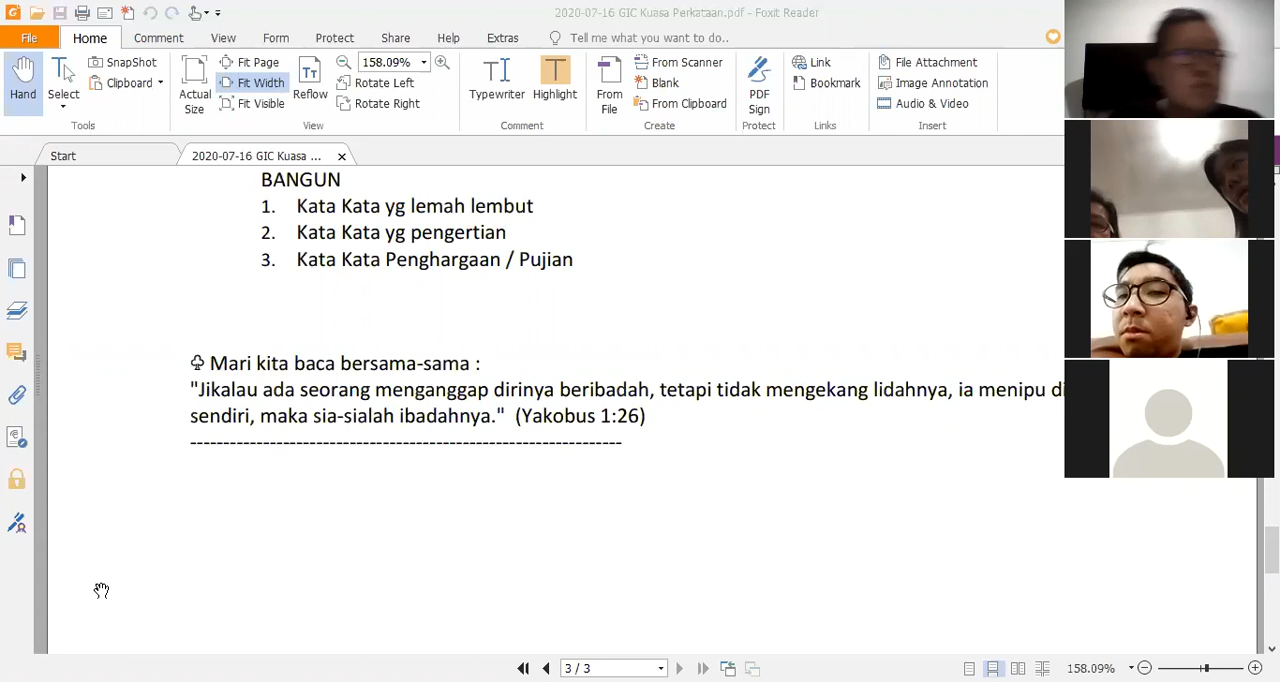 2020-07-16 GIC Kuasa Perkataan.pdf - Foxit Reader
File Home Comment View Form Protect Share Help Extras Tell me what you want to do..
Hand
Select
SnapShot
Clipboard
Tools
Actual Size
Fit Page
Fit Width
Fit Visible
Reflow
158.09%
Rotate Left
Rotate Right
View
Typewriter
Highlight
Comment
From File
From Scanner
Blank
From Clipboard
Create
PDF Sign
Protect
Link
Bookmark
Links
File Attachment
Image Annotation
Audio & Video
Insert
Start
2020-07-16 GIC Kuasa ...
BANGUN
1. Kata Kata yg lemah lembut
2. Kata Kata yg pengertian
3. Kata Kata Penghargaan / Pujian
♧ Mari kita baca bersama-sama :
"Jikalau ada seorang menganggap dirinya beribadah, tetapi tidak mengekang lidahnya, ia menipu di
sendiri, maka sia-sialah ibadahnya." (Yakobus 1:26)
------------------------------------------------------------------
3 / 3
158.09%